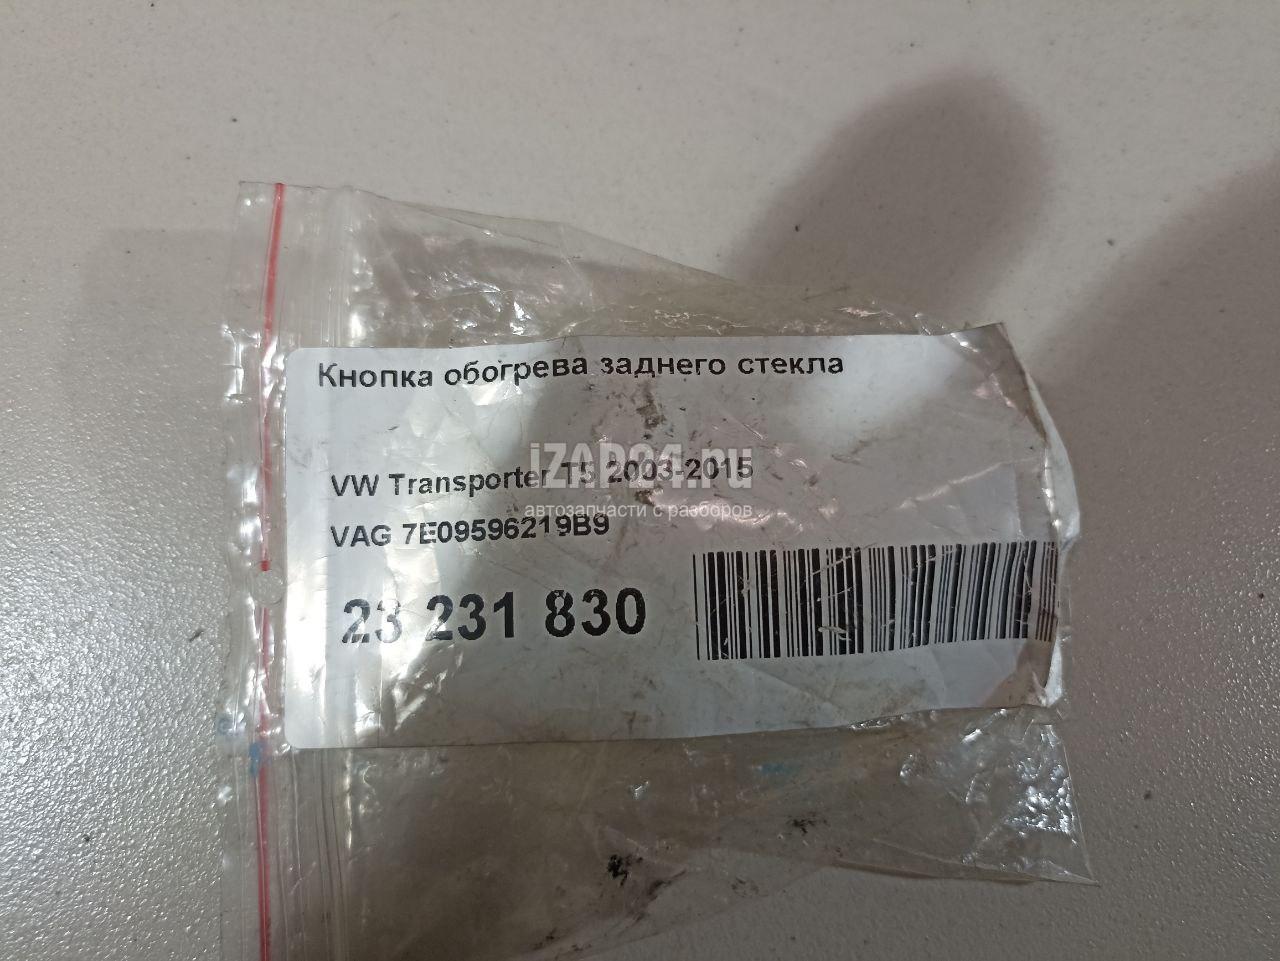 Кнопка обогрева заднего стекла
iZAP24.ru
VW Transporter T5 2003-2015
автозапчасти с разборов
VAG 7E09596219B9
23 231 830